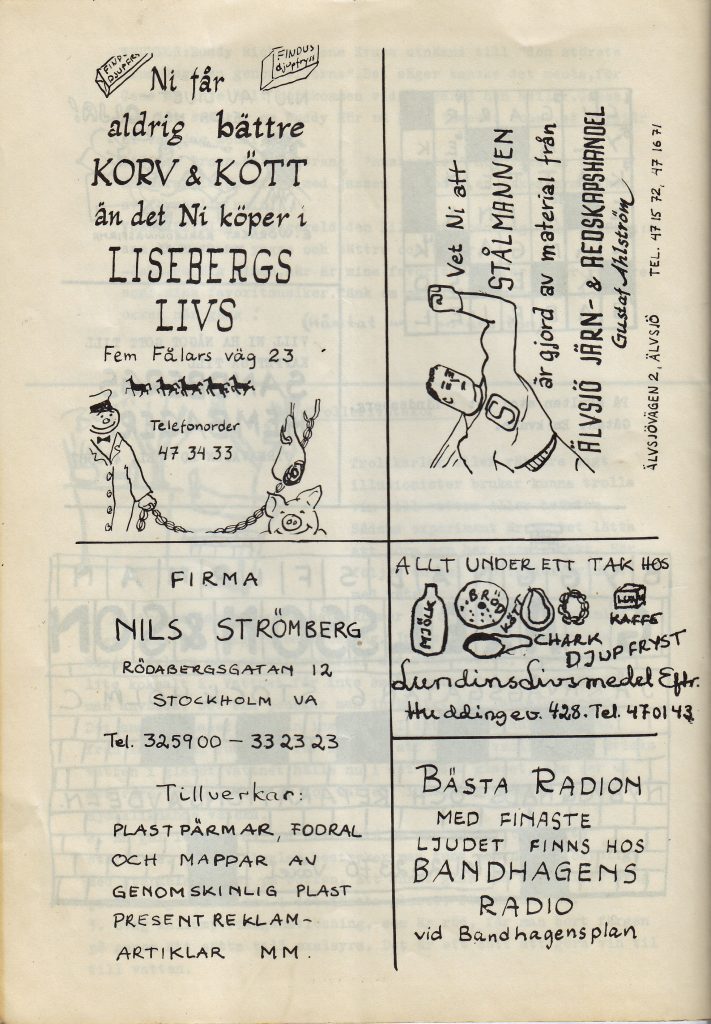 FINDUS
DJUPFRYST
FINDUS
djupfryst
Ni får
aldrig bättre
KORV & KÖTT
än det Ni köper i
LISEBERGS
LIVS
Fem Fålars väg 23
Telefonorder
47 34 33
Vet Ni att
STÅLMANNEN
är gjord av material från
ÄLVSJÖ JÄRN- & REDSKAPSHANDEL
Gustaf Ahlström
ÄLVSJÖVÄGEN 2, ÄLVSJÖ TEL. 47 15 72, 47 16 71
S
FIRMA
NILS STRÖMBERG
RÖDABERGSGATAN 12
STOCKHOLM VA
Tel. 325900 – 33 23 23
Tillverkar:
PLASTPÄRMAR, FODRAL
OCH MAPPAR AV
GENOMSKINLIG PLAST
PRESENTREKLAM-
ARTIKLAR MM.
ALLT UNDER ETT TAK HOS
MJÖLK
BRÖD
KÖTT
KAFFE
CHARK
DJUPFRYST
Lundins Livsmedel Eftr.
Huddingev. 428. Tel. 47 01 43
BÄSTA RADION
MED FINASTE
LJUDET FINNS HOS
BANDHAGENS
RADIO
vid Bandhagensplan